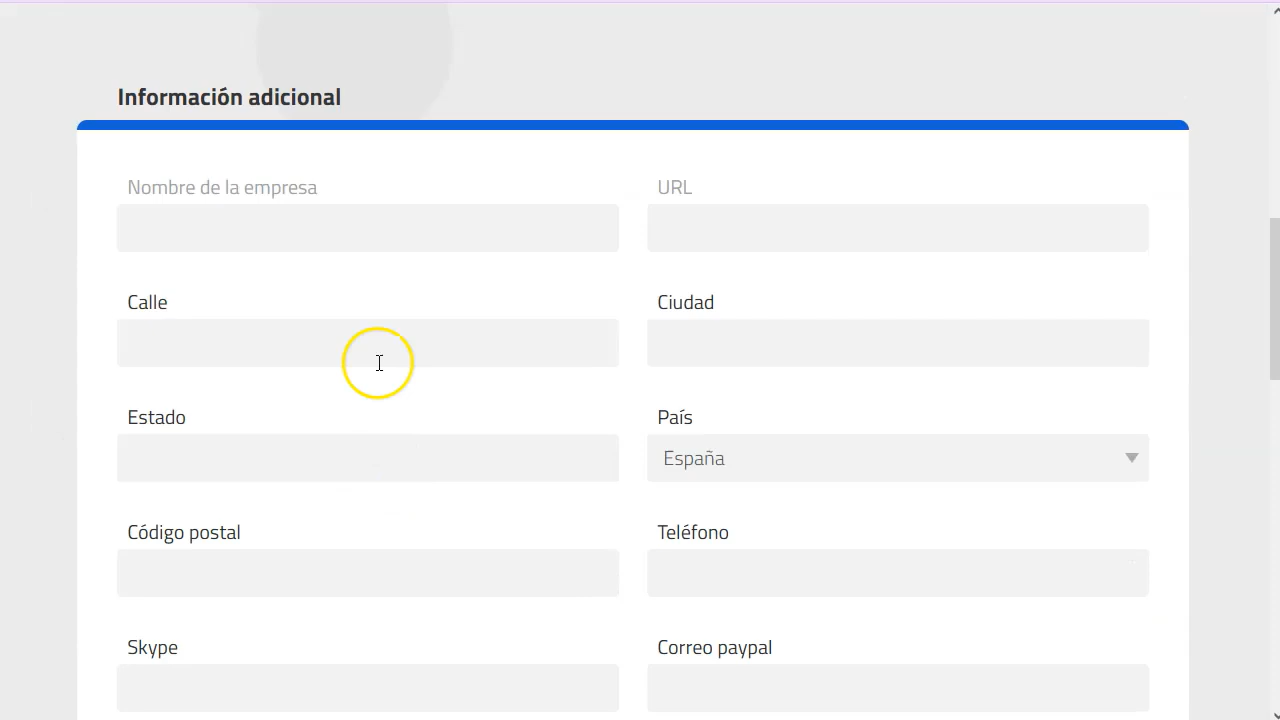 Información adicional
Nombre de la empresa
URL
Calle
Ciudad
Estado
País
España
Código postal
Teléfono
Skype
Correo paypal